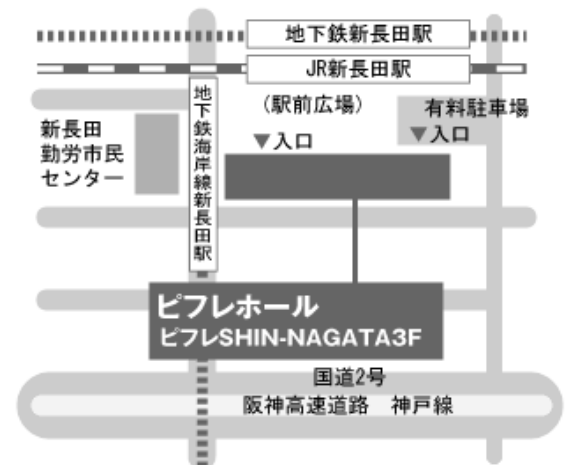 地下鉄新長田駅
JR新長田駅
地下鉄海岸線新長田駅
(駅前広場)
有料駐車場
▼入口
▼入口
新長田
勤労市民
センター
ピフレホール
ピフレSHIN-NAGATA3F
国道2号
阪神高速道路 神戸線